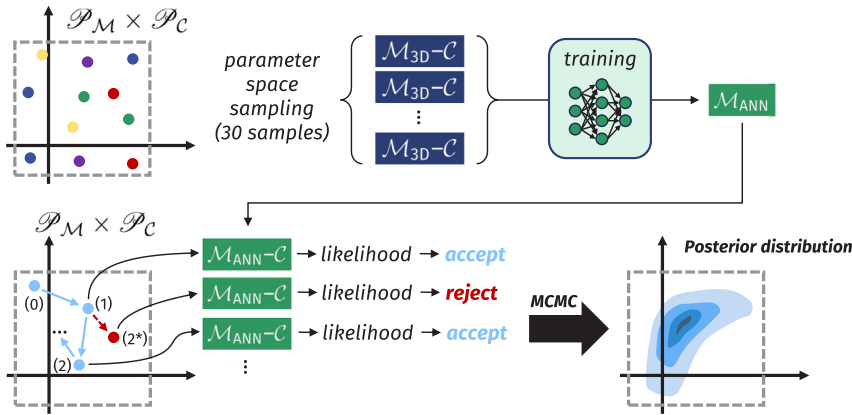 𝒫_ℳ × 𝒫_𝒞
parameter
space
sampling
(30 samples)
ℳ_3D–𝒞
ℳ_3D–𝒞
⋮
ℳ_3D–𝒞
training
ℳ_ANN
𝒫_ℳ × 𝒫_𝒞
(0)
(1)
(2*)
...
(2)
ℳ_ANN–𝒞 likelihood accept
ℳ_ANN–𝒞 likelihood reject
ℳ_ANN–𝒞 likelihood accept
⋮
MCMC
Posterior distribution